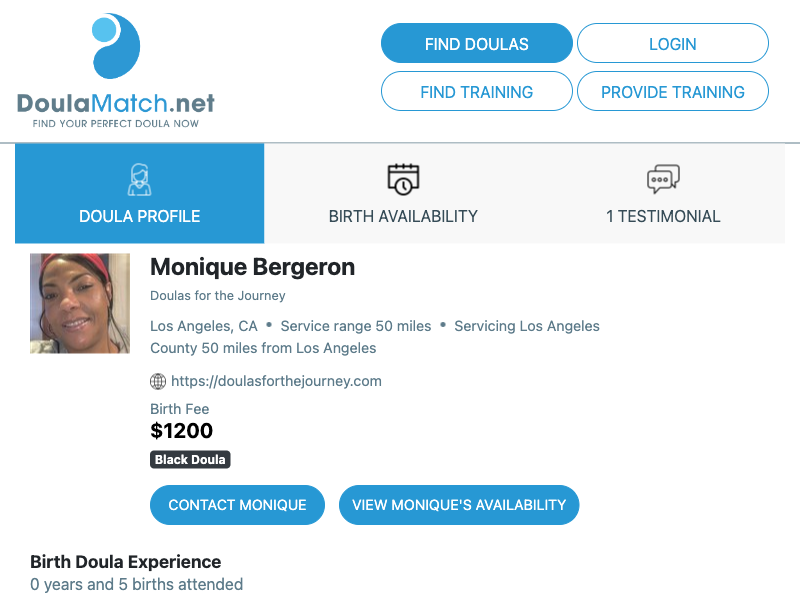 DoulaMatch.net
FIND YOUR PERFECT DOULA NOW
FIND DOULAS
LOGIN
FIND TRAINING
PROVIDE TRAINING
DOULA PROFILE
BIRTH AVAILABILITY
1 TESTIMONIAL
Monique Bergeron
Doulas for the Journey
Los Angeles, CA • Service range 50 miles • Servicing Los Angeles
County 50 miles from Los Angeles
https://doulasforthejourney.com
Birth Fee
$1200
Black Doula
CONTACT MONIQUE
VIEW MONIQUE'S AVAILABILITY
Birth Doula Experience
0 years and 5 births attended